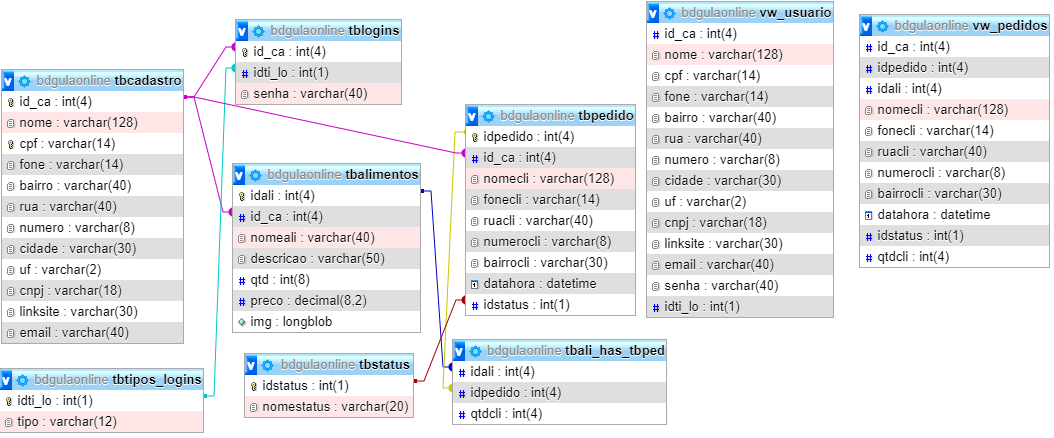 bdgulaonline tbcadastro
id_ca : int(4)
nome : varchar(128)
cpf : varchar(14)
fone : varchar(14)
bairro : varchar(40)
rua : varchar(40)
numero : varchar(8)
cidade : varchar(30)
uf : varchar(2)
cnpj : varchar(18)
linksite : varchar(30)
email : varchar(40)
bdgulaonline tbtipos_logins
idti_lo : int(1)
tipo : varchar(12)
bdgulaonline tblogins
id_ca : int(4)
idti_lo : int(1)
senha : varchar(40)
bdgulaonline tbalimentos
idali : int(4)
id_ca : int(4)
nomeali : varchar(40)
descricao : varchar(50)
qtd : int(8)
preco : decimal(8,2)
img : longblob
bdgulaonline tbstatus
idstatus : int(1)
nomestatus : varchar(20)
bdgulaonline tbpedido
idpedido : int(4)
id_ca : int(4)
nomecli : varchar(128)
fonecli : varchar(14)
ruacli : varchar(40)
numerocli : varchar(8)
bairrocli : varchar(30)
datahora : datetime
idstatus : int(1)
bdgulaonline tbali_has_tbped
idali : int(4)
idpedido : int(4)
qtdcli : int(4)
bdgulaonline vw_usuario
id_ca : int(4)
nome : varchar(128)
cpf : varchar(14)
fone : varchar(14)
bairro : varchar(40)
rua : varchar(40)
numero : varchar(8)
cidade : varchar(30)
uf : varchar(2)
cnpj : varchar(18)
linksite : varchar(30)
email : varchar(40)
senha : varchar(40)
idti_lo : int(1)
bdgulaonline vw_pedidos
id_ca : int(4)
idpedido : int(4)
idali : int(4)
nomecli : varchar(128)
fonecli : varchar(14)
ruacli : varchar(40)
numerocli : varchar(8)
bairrocli : varchar(30)
datahora : datetime
idstatus : int(1)
qtdcli : int(4)